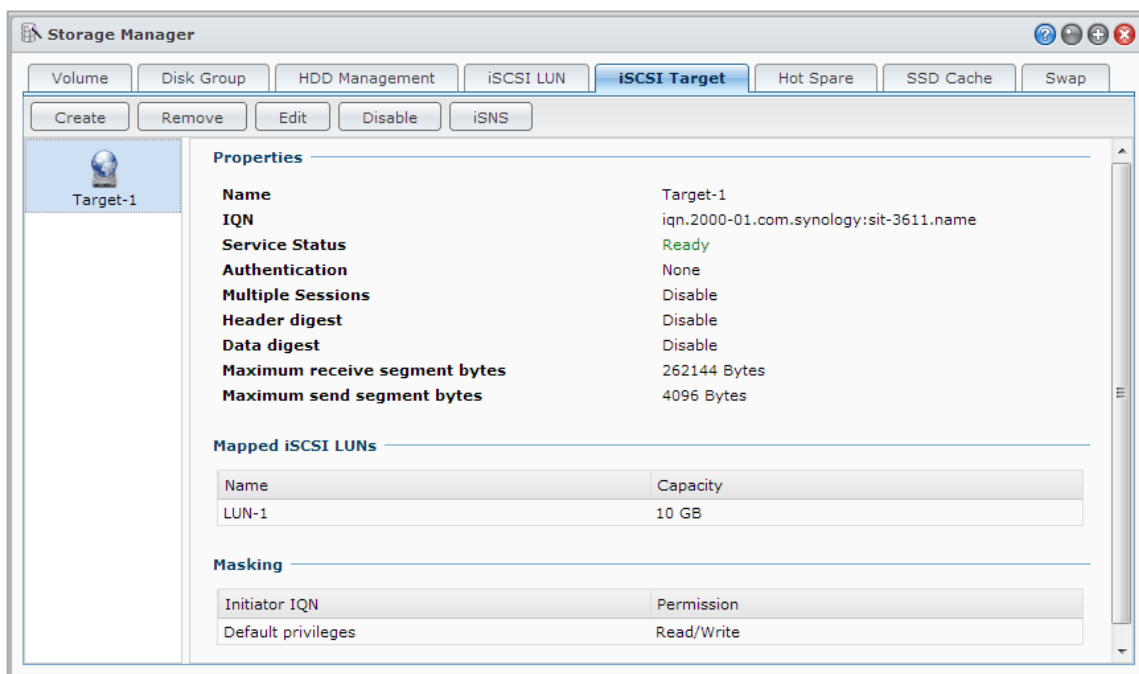 Storage Manager
Volume Disk Group HDD Management iSCSI LUN iSCSI Target Hot Spare SSD Cache Swap
Create Remove Edit Disable iSNS
Target-1
Properties
Name Target-1
IQN iqn.2000-01.com.synology:sit-3611.name
Service Status Ready
Authentication None
Multiple Sessions Disable
Header digest Disable
Data digest Disable
Maximum receive segment bytes 262144 Bytes
Maximum send segment bytes 4096 Bytes
Mapped iSCSI LUNs
Name Capacity
LUN-1 10 GB
Masking
Initiator IQN Permission
Default privileges Read/Write